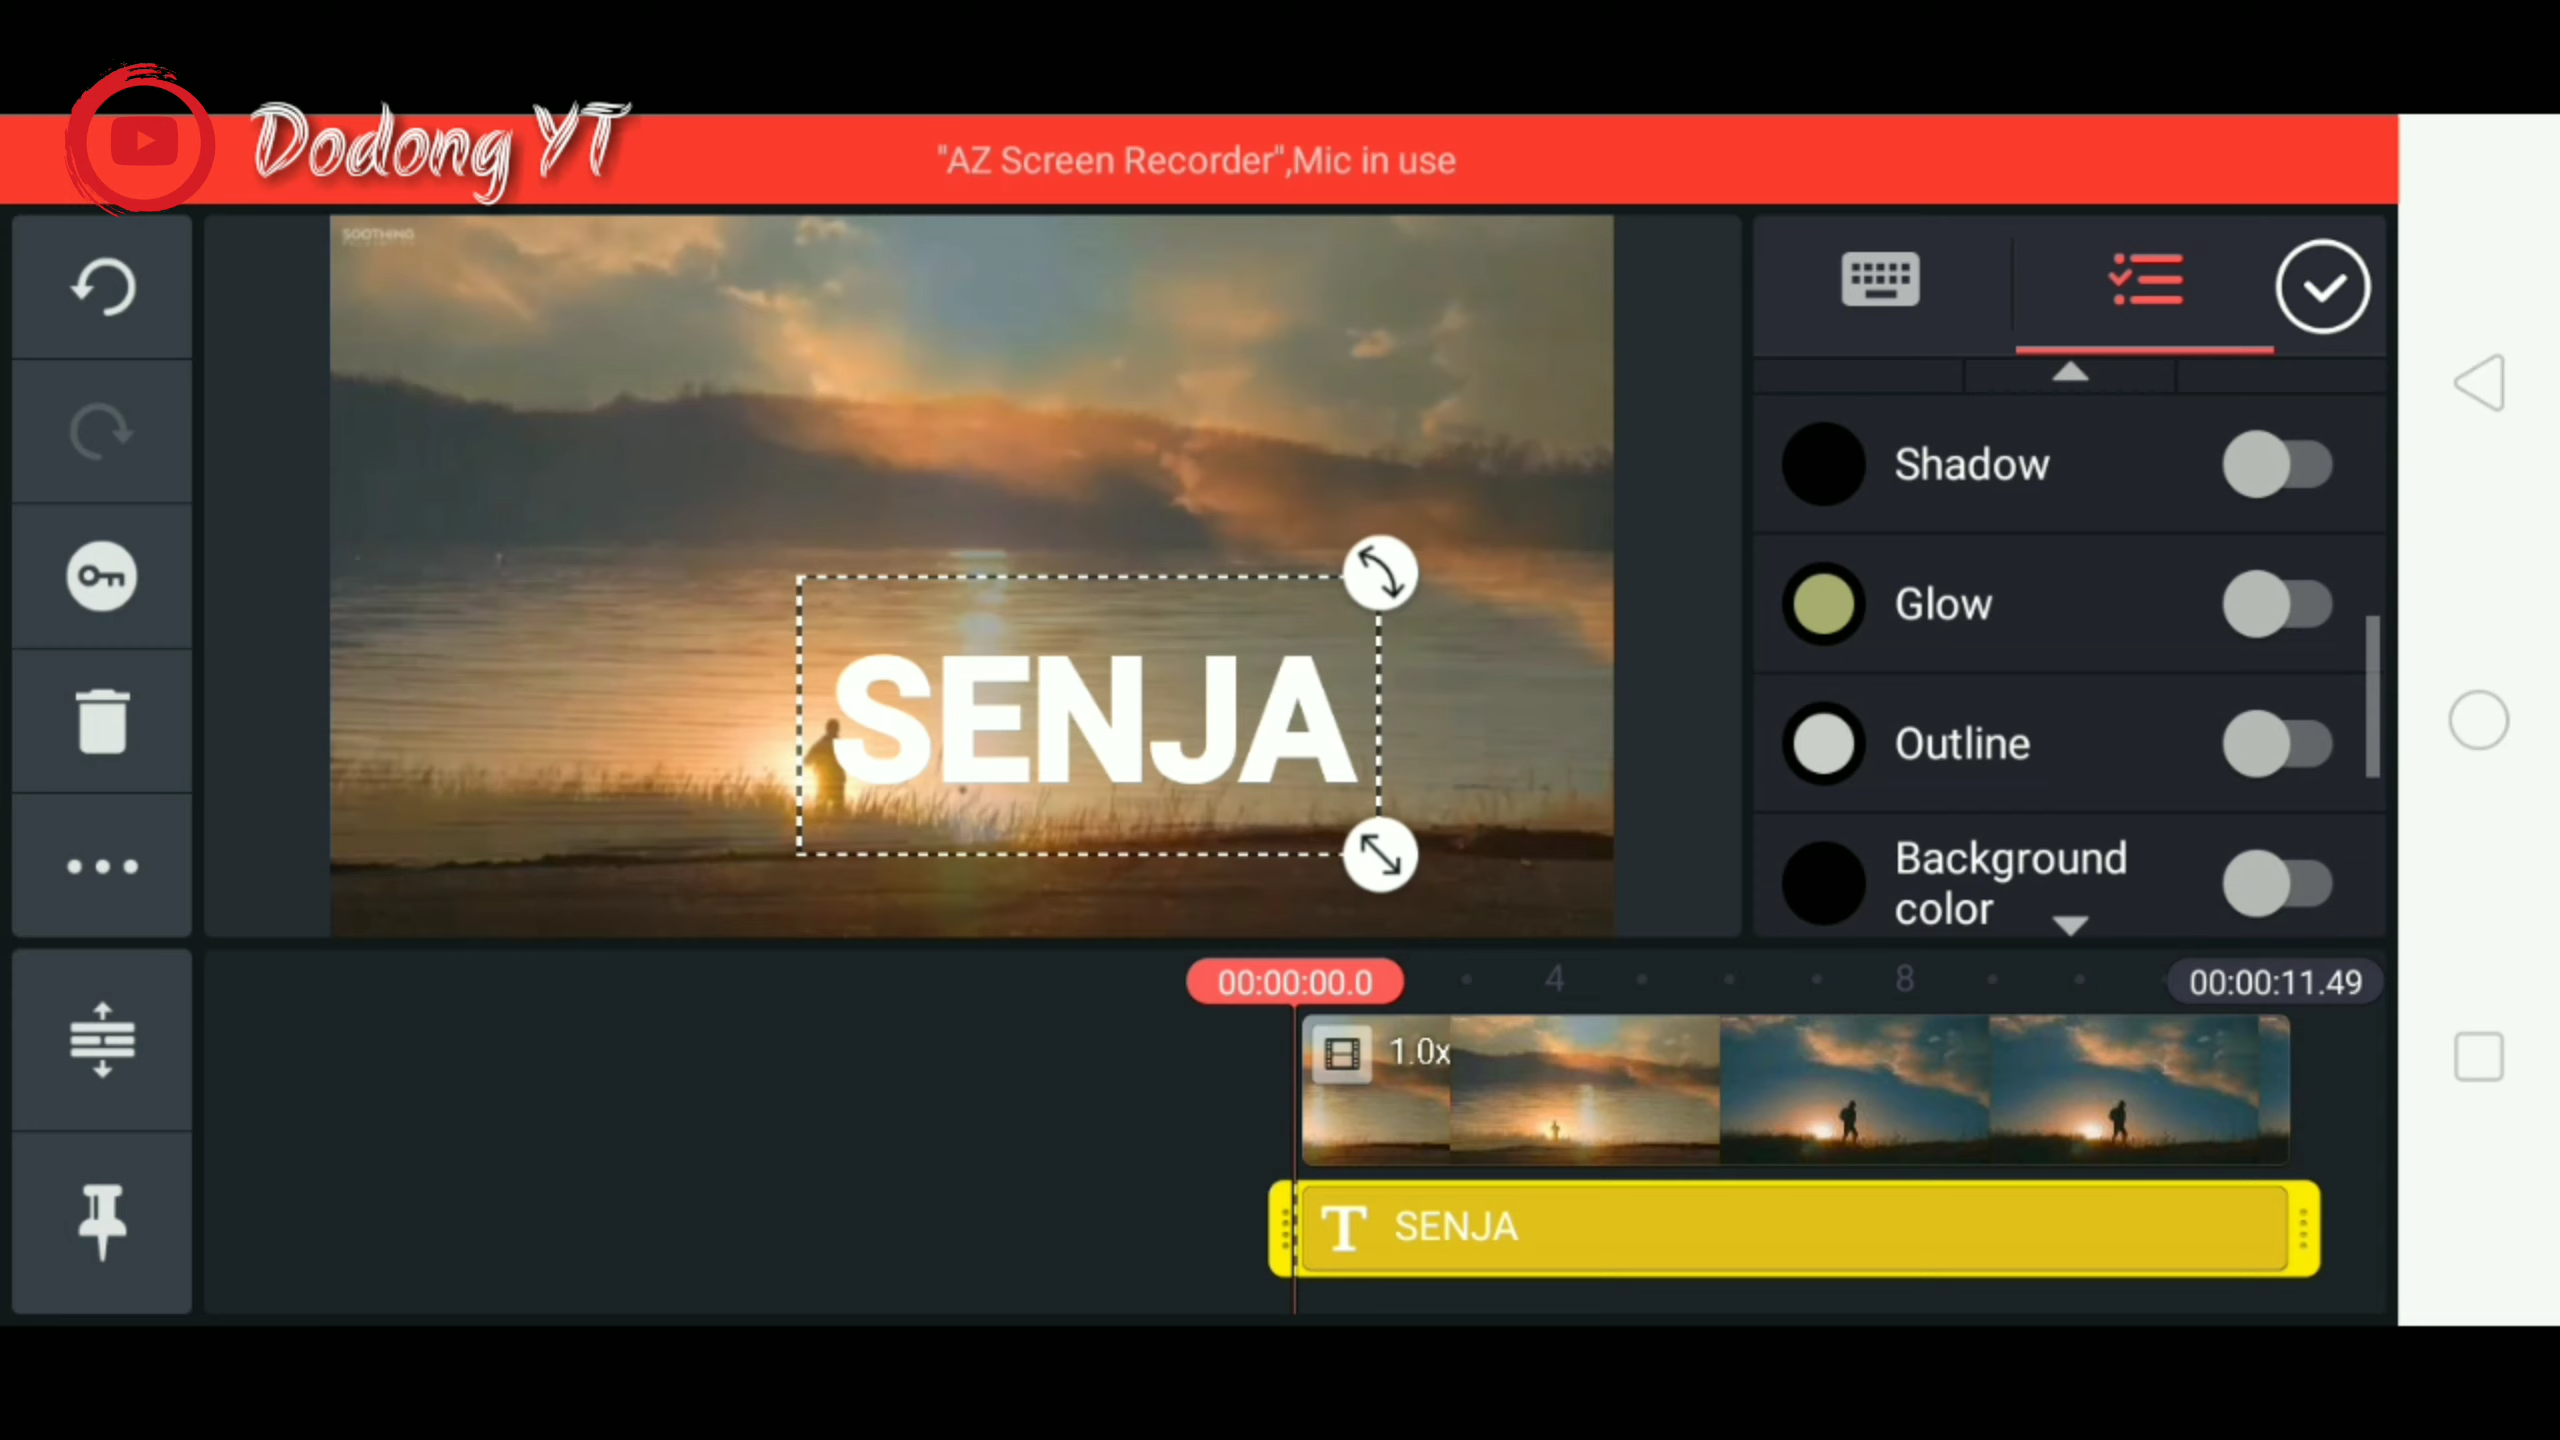 Dodong YT
"AZ Screen Recorder",Mic in use
SOOTHING
SENJA
Shadow
Glow
Outline
Background
color
00:00:00.0
4
8
00:00:11.49
1.0x
T SENJA